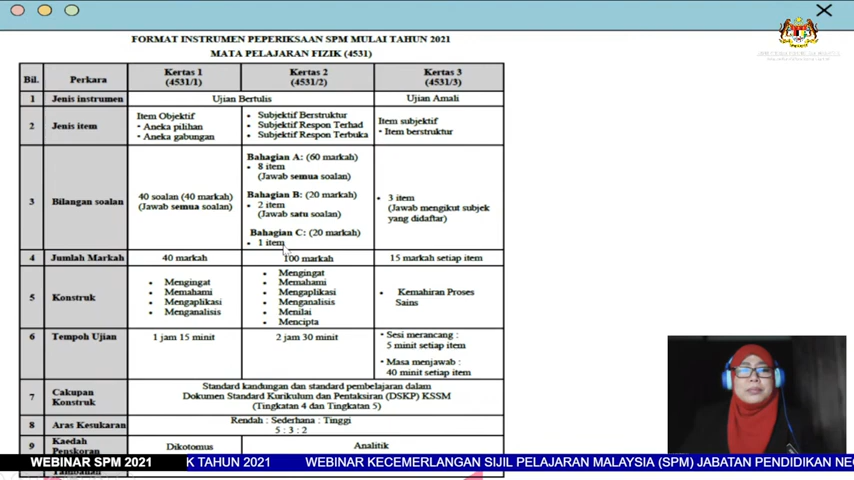 FORMAT INSTRUMEN PEPERIKSAAN SPM MULAI TAHUN 2021
MATA PELAJARAN FIZIK (4531)
Bil.
Perkara
Kertas 1
(4531/1)
Kertas 2
(4531/2)
Kertas 3
(4531/3)
1
Jenis instrumen
Ujian Bertulis
Ujian Amali
2
Jenis item
Item Objektif
• Aneka pilihan
• Aneka gabungan
• Subjektif Berstruktur
• Subjektif Respon Terhad
• Subjektif Respon Terbuka
Item subjektif
• Item berstruktur
3
Bilangan soalan
40 soalan (40 markah)
(Jawab semua soalan)
Bahagian A: (60 markah)
• 8 item
(Jawab semua soalan)
Bahagian B: (20 markah)
• 2 item
(Jawab satu soalan)
Bahagian C: (20 markah)
• 1 item
• 3 item
(Jawab mengikut subjek
yang didaftar)
4
Jumlah Markah
40 markah
100 markah
15 markah setiap item
5
Konstruk
• Mengingat
• Memahami
• Mengaplikasi
• Menganalisis
• Mengingat
• Memahami
• Mengaplikasi
• Menganalisis
• Menilai
• Mencipta
• Kemahiran Proses
Sains
6
Tempoh Ujian
1 jam 15 minit
2 jam 30 minit
• Sesi merancang :
5 minit setiap item
• Masa menjawab :
40 minit setiap item
7
Cakupan
Konstruk
Standard kandungan dan standard pembelajaran dalam
Dokumen Standard Kurikulum dan Pentaksiran (DSKP) KSSM
(Tingkatan 4 dan Tingkatan 5)
8
Aras Kesukaran
Rendah : Sederhana : Tinggi
5 : 3 : 2
9
Kaedah
Penskoran
Dikotomus
Analitik
Tambahan
WEBINAR SPM 2021
K TAHUN 2021
WEBINAR KECEMERLANGAN SIJIL PELAJARAN MALAYSIA (SPM) JABATAN PENDIDIKAN NEG